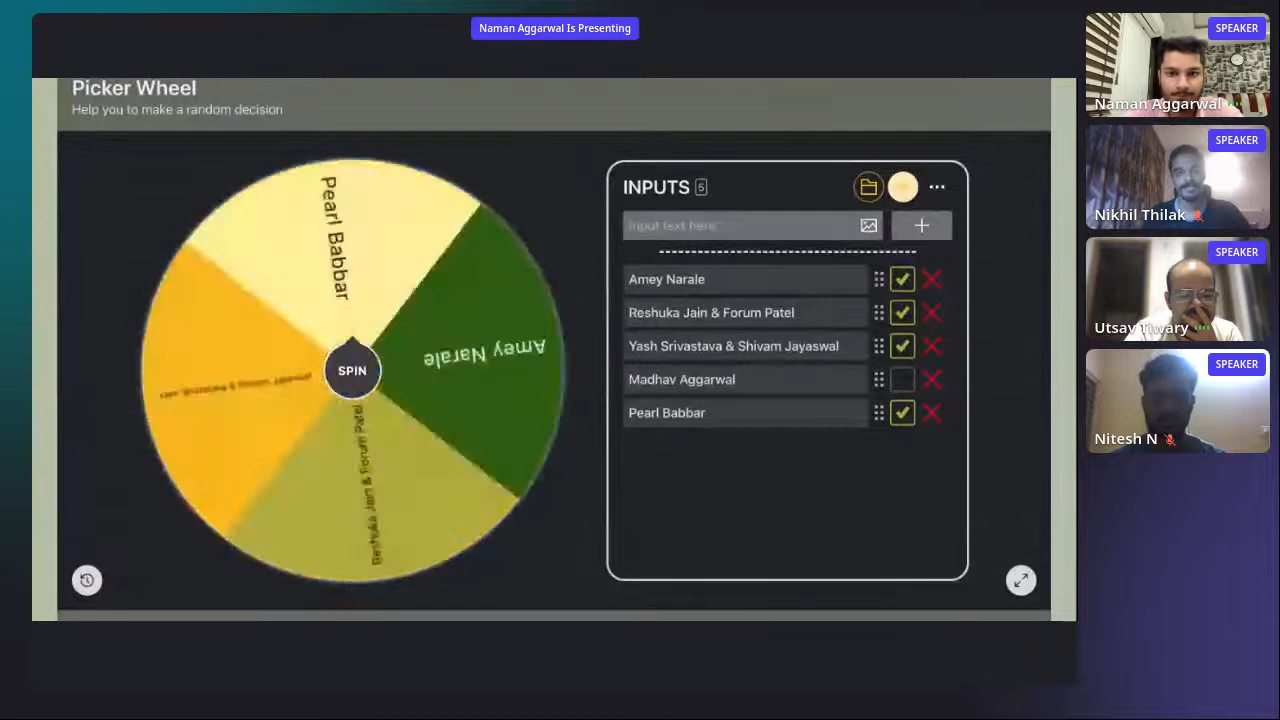 Naman Aggarwal Is Presenting
Picker Wheel
Help you to make a random decision
Pearl Babbar
Amey Narale
Reshuka Jain & Forum Patel
SPIN
INPUTS 5
Input text here
Amey Narale
Reshuka Jain & Forum Patel
Yash Srivastava & Shivam Jayaswal
Madhav Aggarwal
Pearl Babbar
SPEAKER
Naman Aggarwal
SPEAKER
Nikhil Thilak
SPEAKER
Utsav Tiwary
SPEAKER
Nitesh N